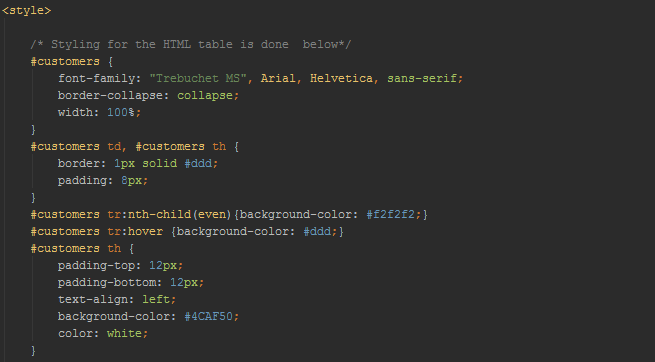 <style>
/* Styling for the HTML table is done  below*/
#customers {
font-family: "Trebuchet MS", Arial, Helvetica, sans-serif;
border-collapse: collapse;
width: 100%;
}
#customers td, #customers th {
border: 1px solid #ddd;
padding: 8px;
}
#customers tr:nth-child(even){background-color: #f2f2f2;}
#customers tr:hover {background-color: #ddd;}
#customers th {
padding-top: 12px;
padding-bottom: 12px;
text-align: left;
background-color: #4CAF50;
color: white;
}